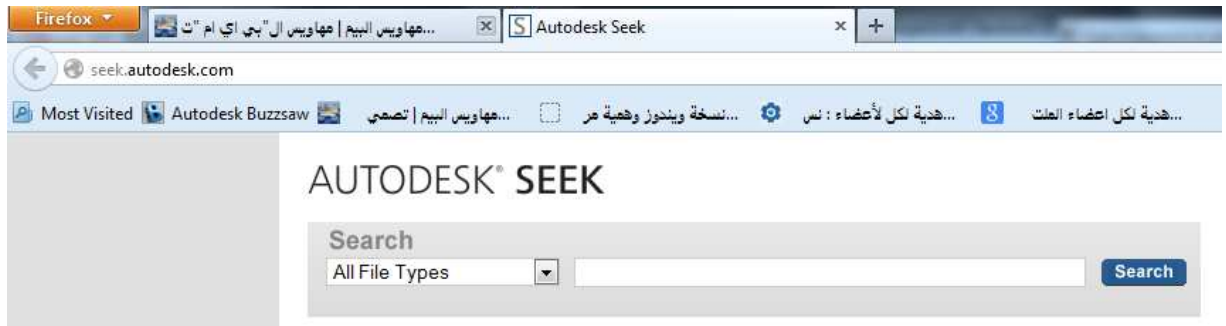 Firefox
مهاويس البيم | مهاويس ال"بي اي ام "ت...
Autodesk Seek
seek.autodesk.com
Most Visited
Autodesk Buzzsaw
مهاويس البيم | تصمي...
نسخة ويندوز وهمية مر...
هدية لكل لأعضاء : نس...
هدية لكل اعضاء الملت...
AUTODESK® SEEK
Search
All File Types
Search